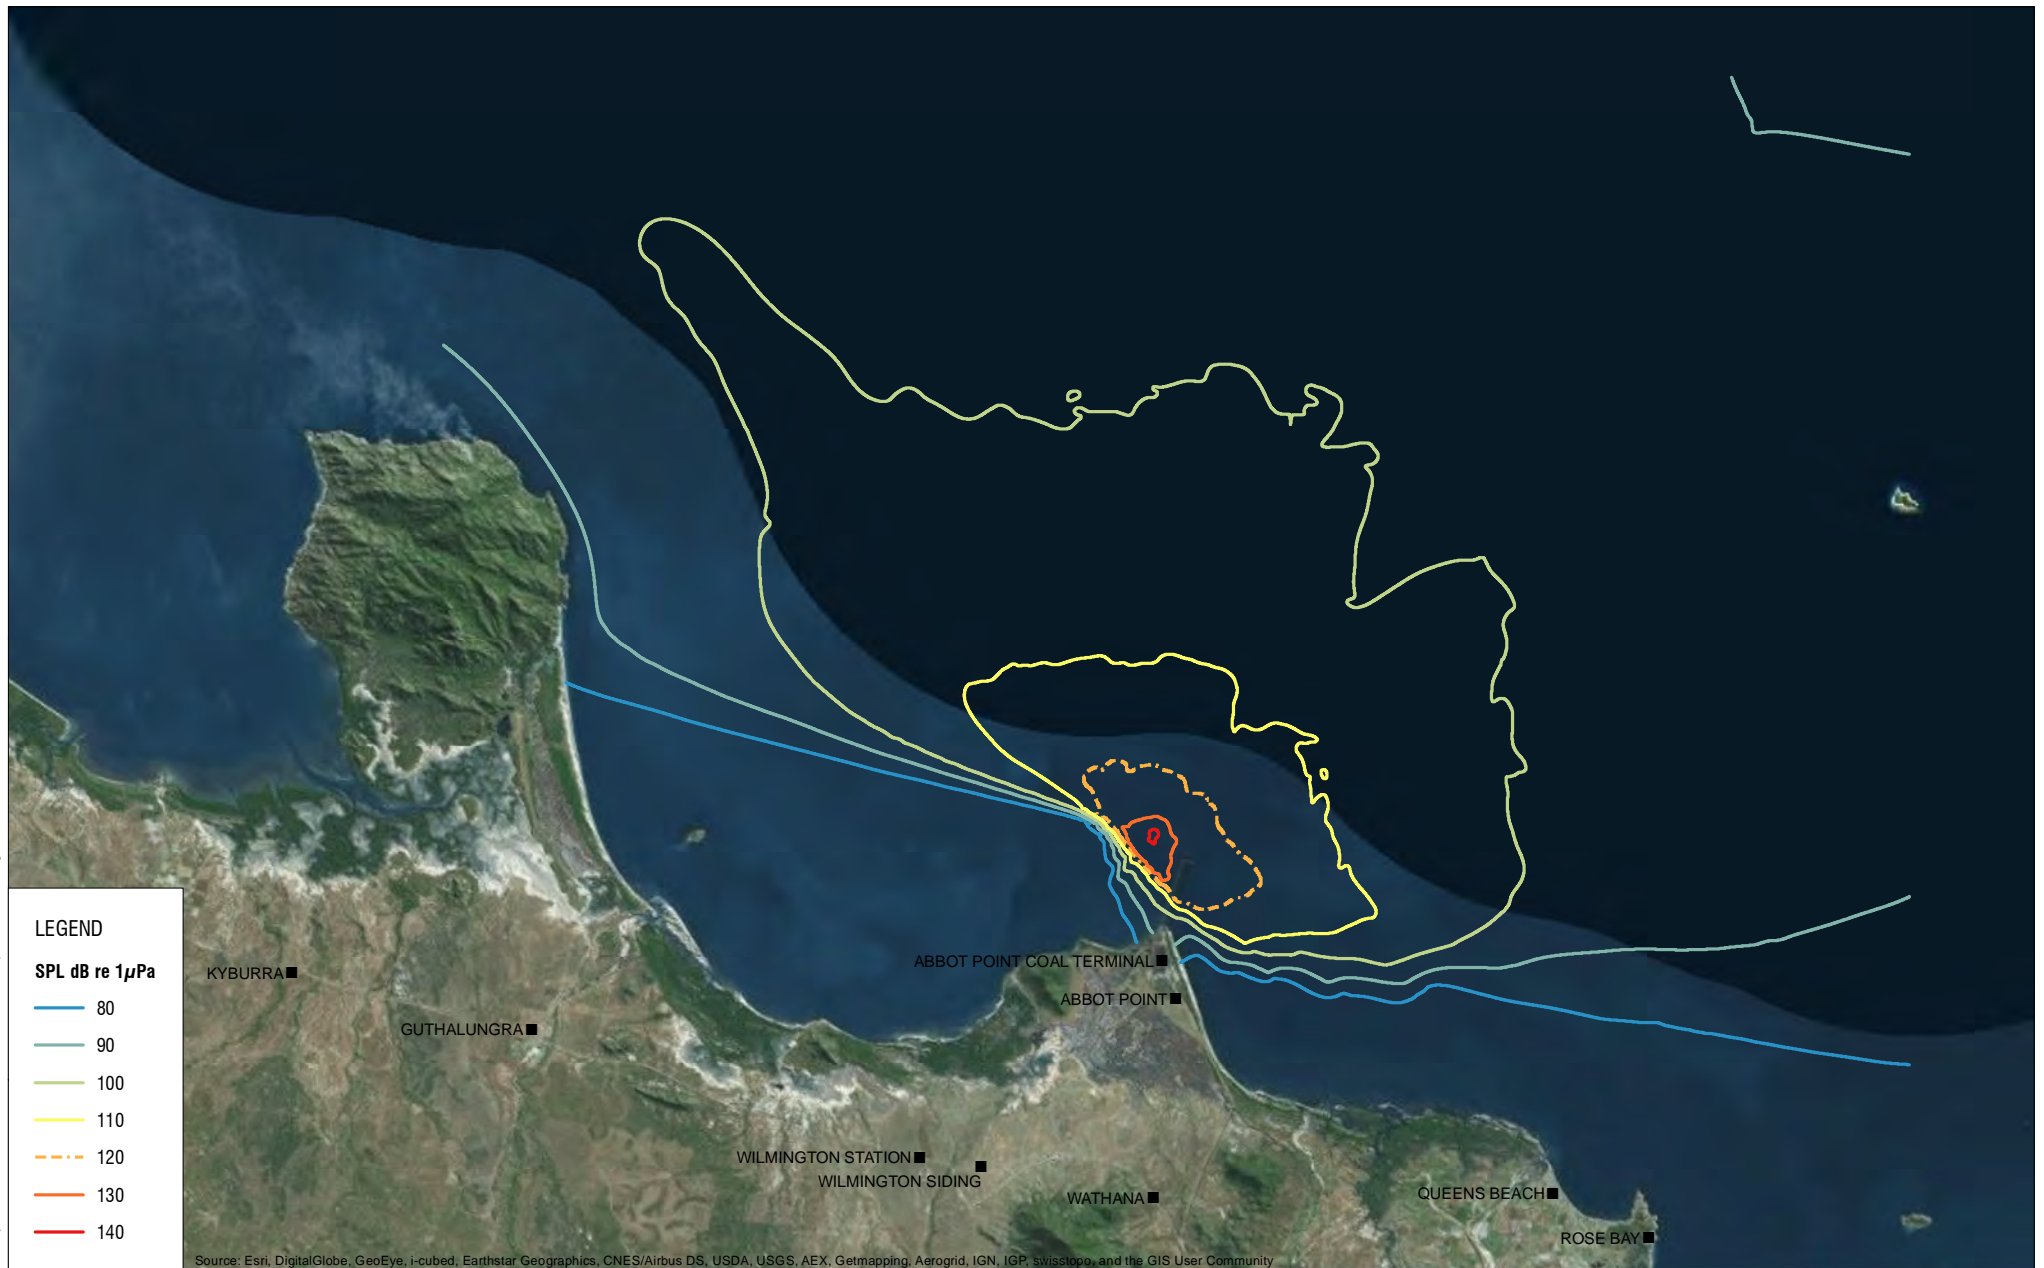 ABBOT POINT COAL TERMINAL
KYBURRA
ABBOT POINT
GUTHALUNGRA
WILMINGTON STATION
WILMINGTON SIDING
WATHANA
QUEENS BEACH
ROSE BAY
LEGEND
SPL dB re 1µPa
80
90
100
110
120
130
140
Source: Esri, DigitalGlobe, GeoEye, i-cubed, Earthstar Geographics, CNES/Airbus DS, USDA, USGS, AEX, Getmapping, Aerogrid, IGN, IGP, swisstopo, and the GIS User Community